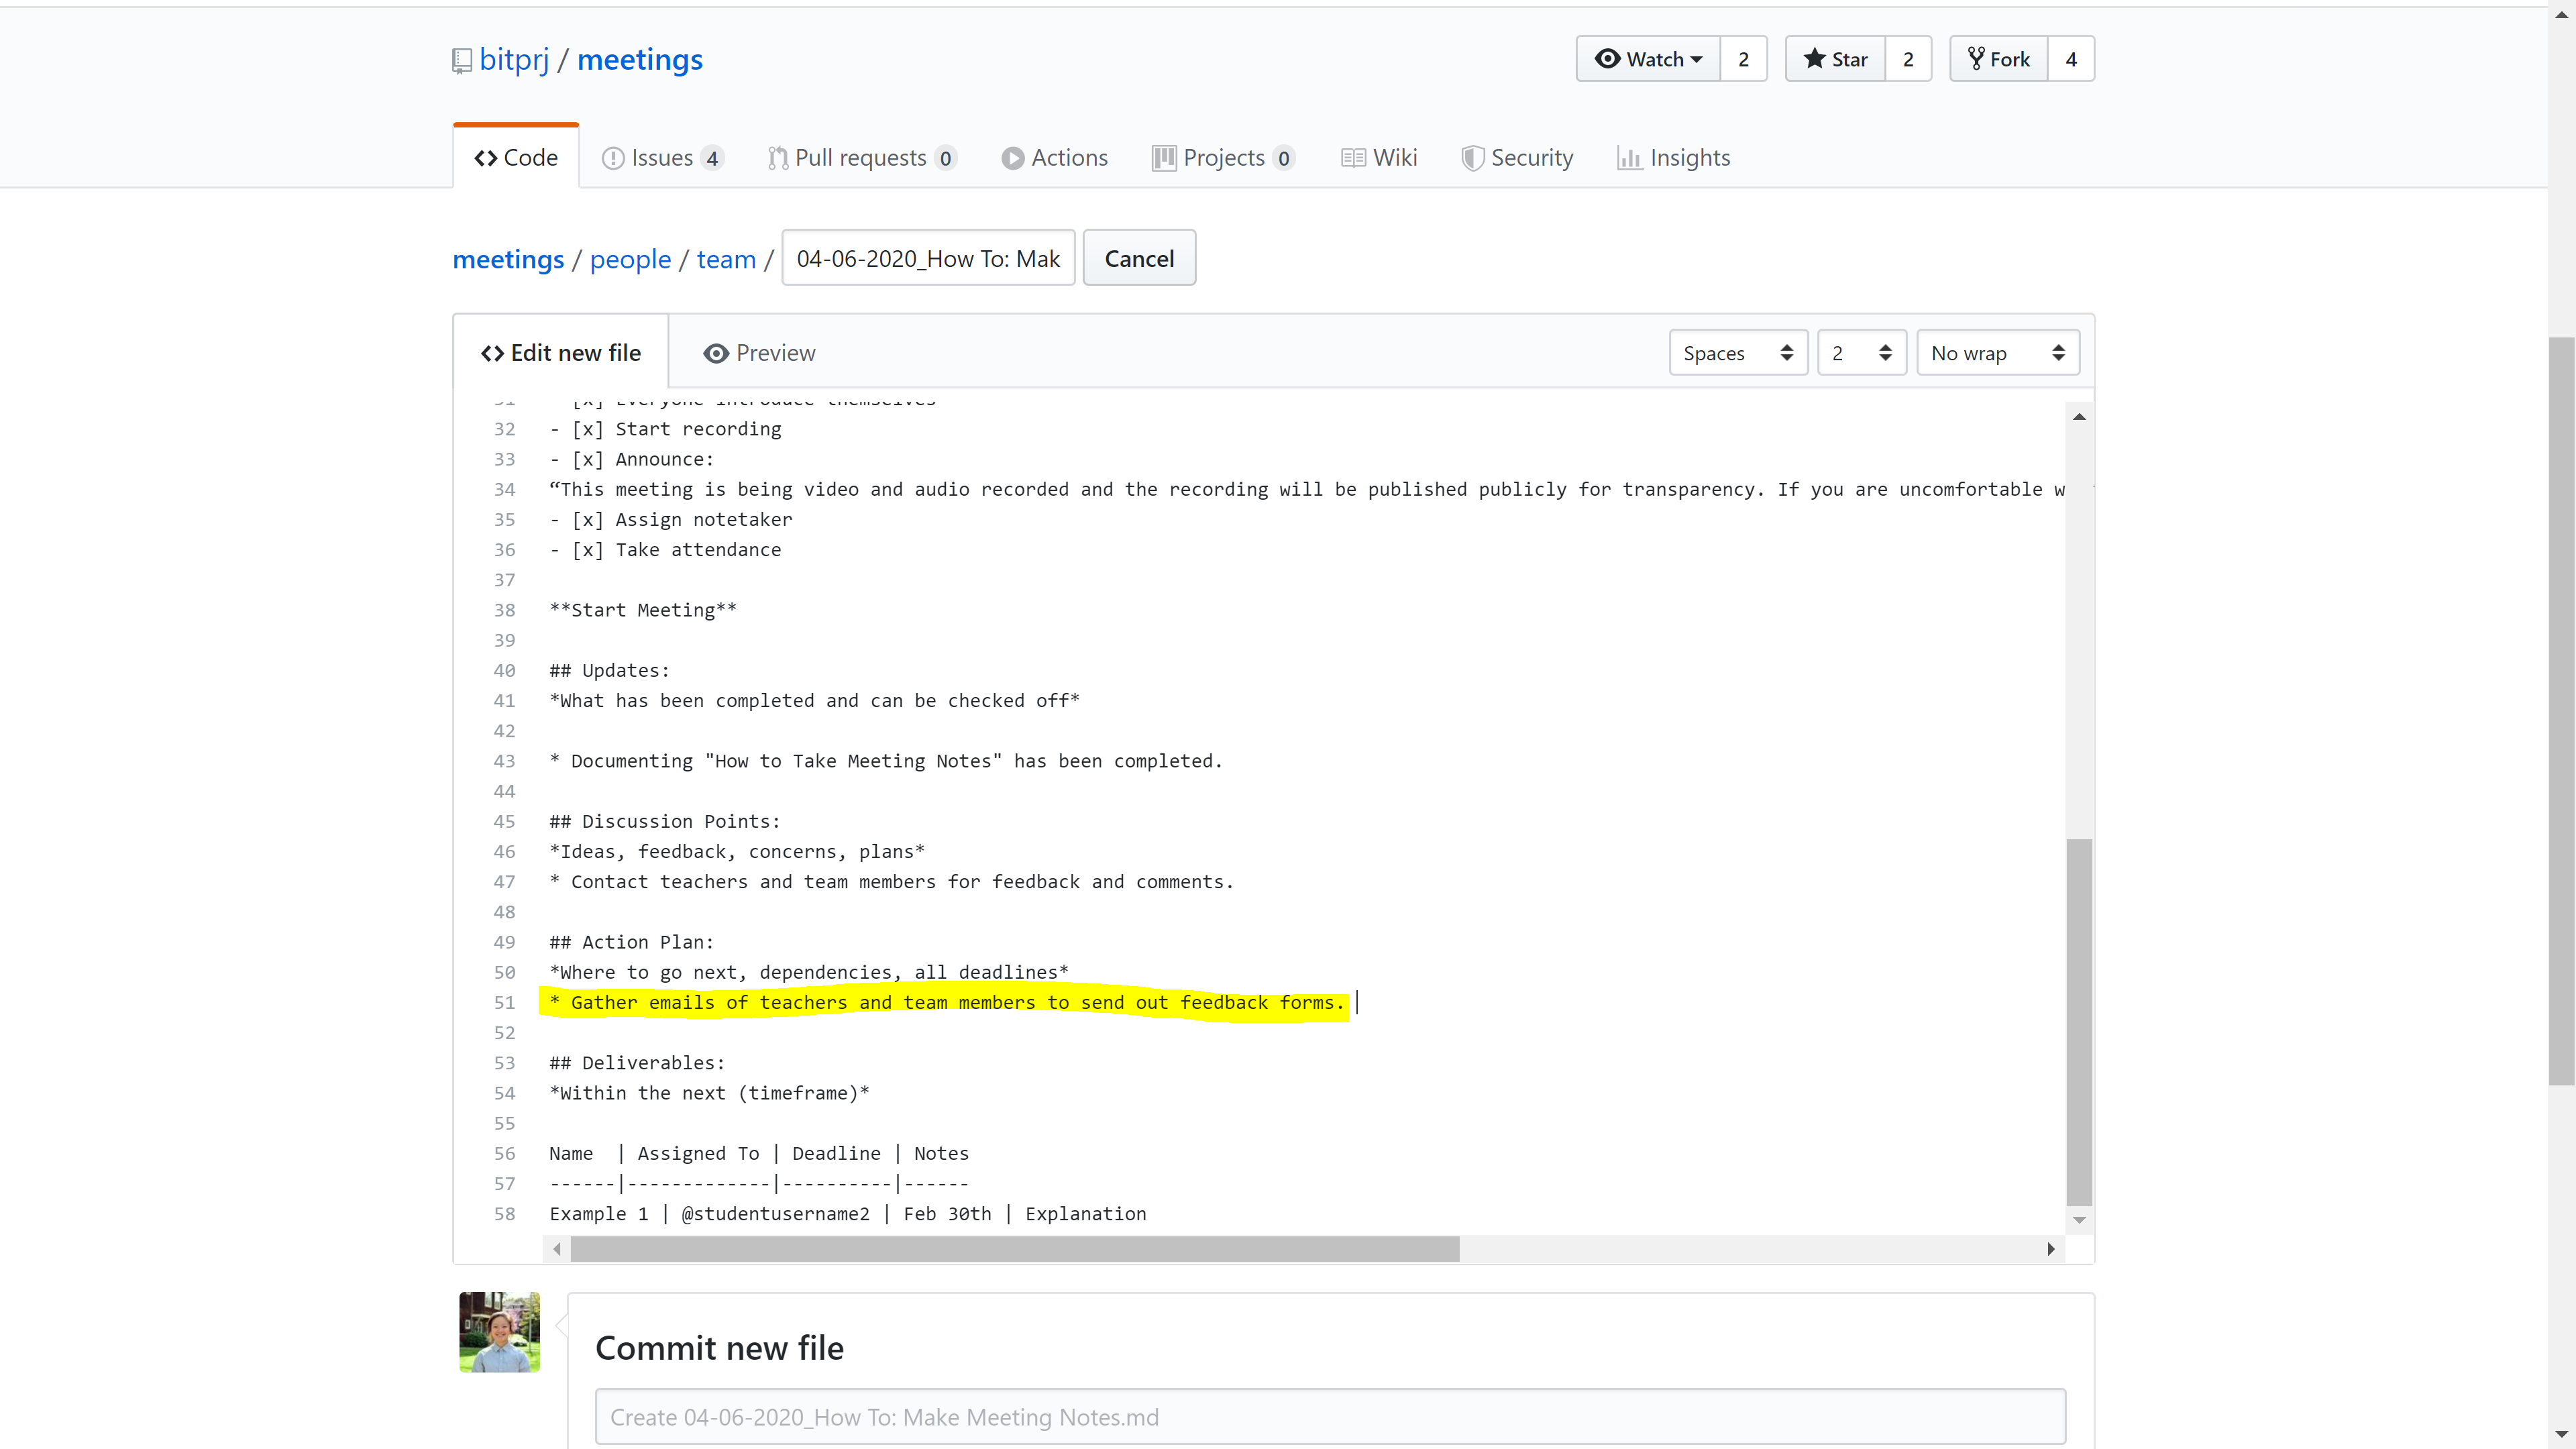 bitprj / meetings
Watch 2 Star 2 Fork 4
Code Issues 4 Pull requests 0 Actions Projects 0 Wiki Security Insights
meetings / people / team / 04-06-2020_How To: Mak Cancel
Edit new file Preview Spaces 2 No wrap
31 [x] Everyone introduce themselves
32 - [x] Start recording
33 - [x] Announce:
34 “This meeting is being video and audio recorded and the recording will be published publicly for transparency. If you are uncomfortable w
35 - [x] Assign notetaker
36 - [x] Take attendance
37
38 **Start Meeting**
39
40 ## Updates:
41 *What has been completed and can be checked off*
42
43 * Documenting "How to Take Meeting Notes" has been completed.
44
45 ## Discussion Points:
46 *Ideas, feedback, concerns, plans*
47 * Contact teachers and team members for feedback and comments.
48
49 ## Action Plan:
50 *Where to go next, dependencies, all deadlines*
51 * Gather emails of teachers and team members to send out feedback forms.
52
53 ## Deliverables:
54 *Within the next (timeframe)*
55
56 Name  | Assigned To | Deadline | Notes
57 ------|-------------|----------|------
58 Example 1 | @studentusername2 | Feb 30th | Explanation
Commit new file
Create 04-06-2020_How To: Make Meeting Notes.md